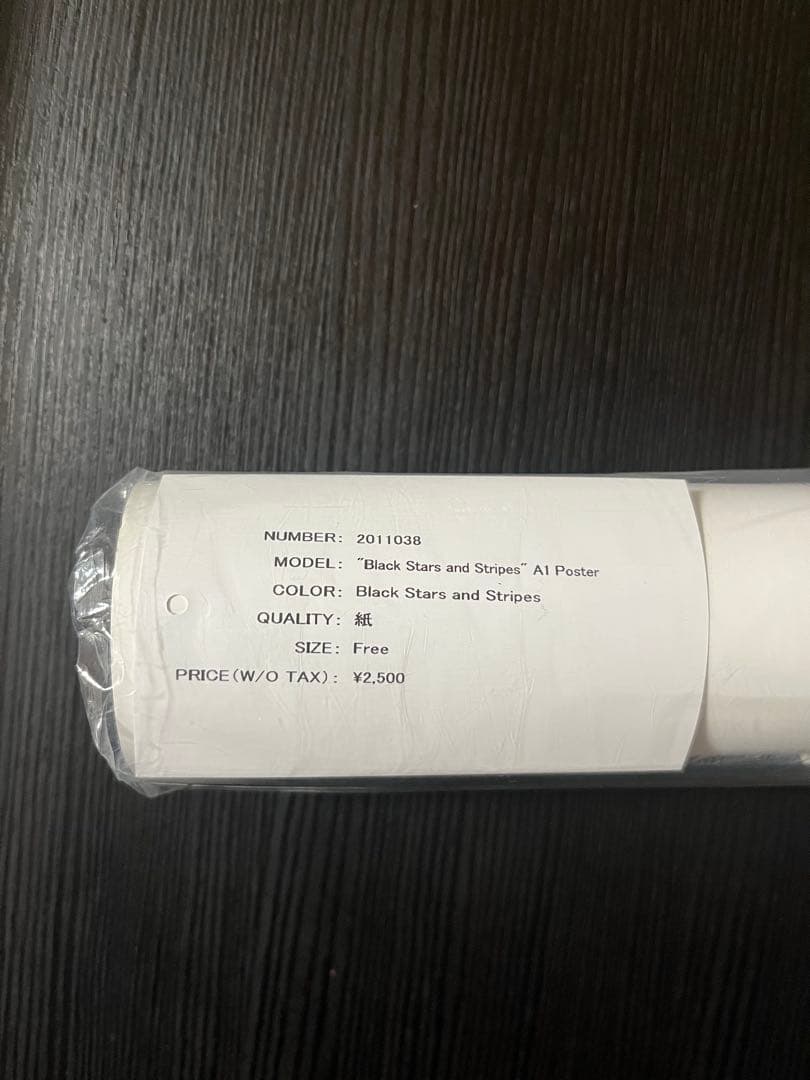 NUMBER: 2011038
MODEL: "Black Stars and Stripes" A1 Poster
COLOR: Black Stars and Stripes
QUALITY: 紙
SIZE: Free
PRICE(W/O TAX): ¥2,500